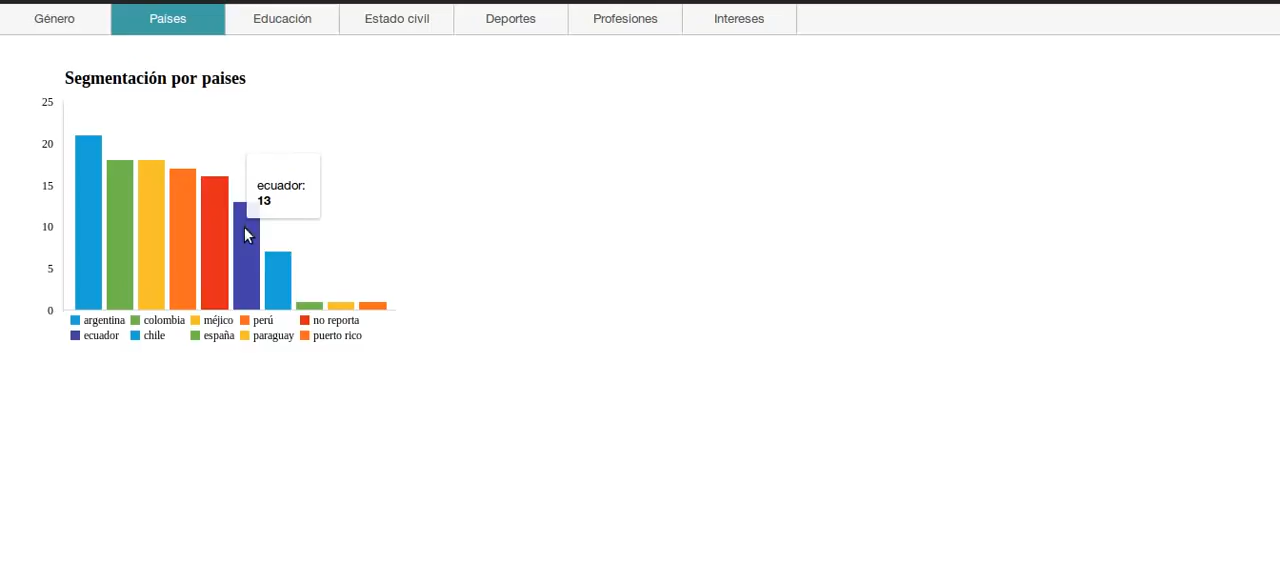 Género Paises Educación Estado civil Deportes Profesiones Intereses
Segmentación por paises
25
20
15
10
5
0
ecuador:
13
argentina colombia méjico perú no reporta
ecuador chile españa paraguay puerto rico